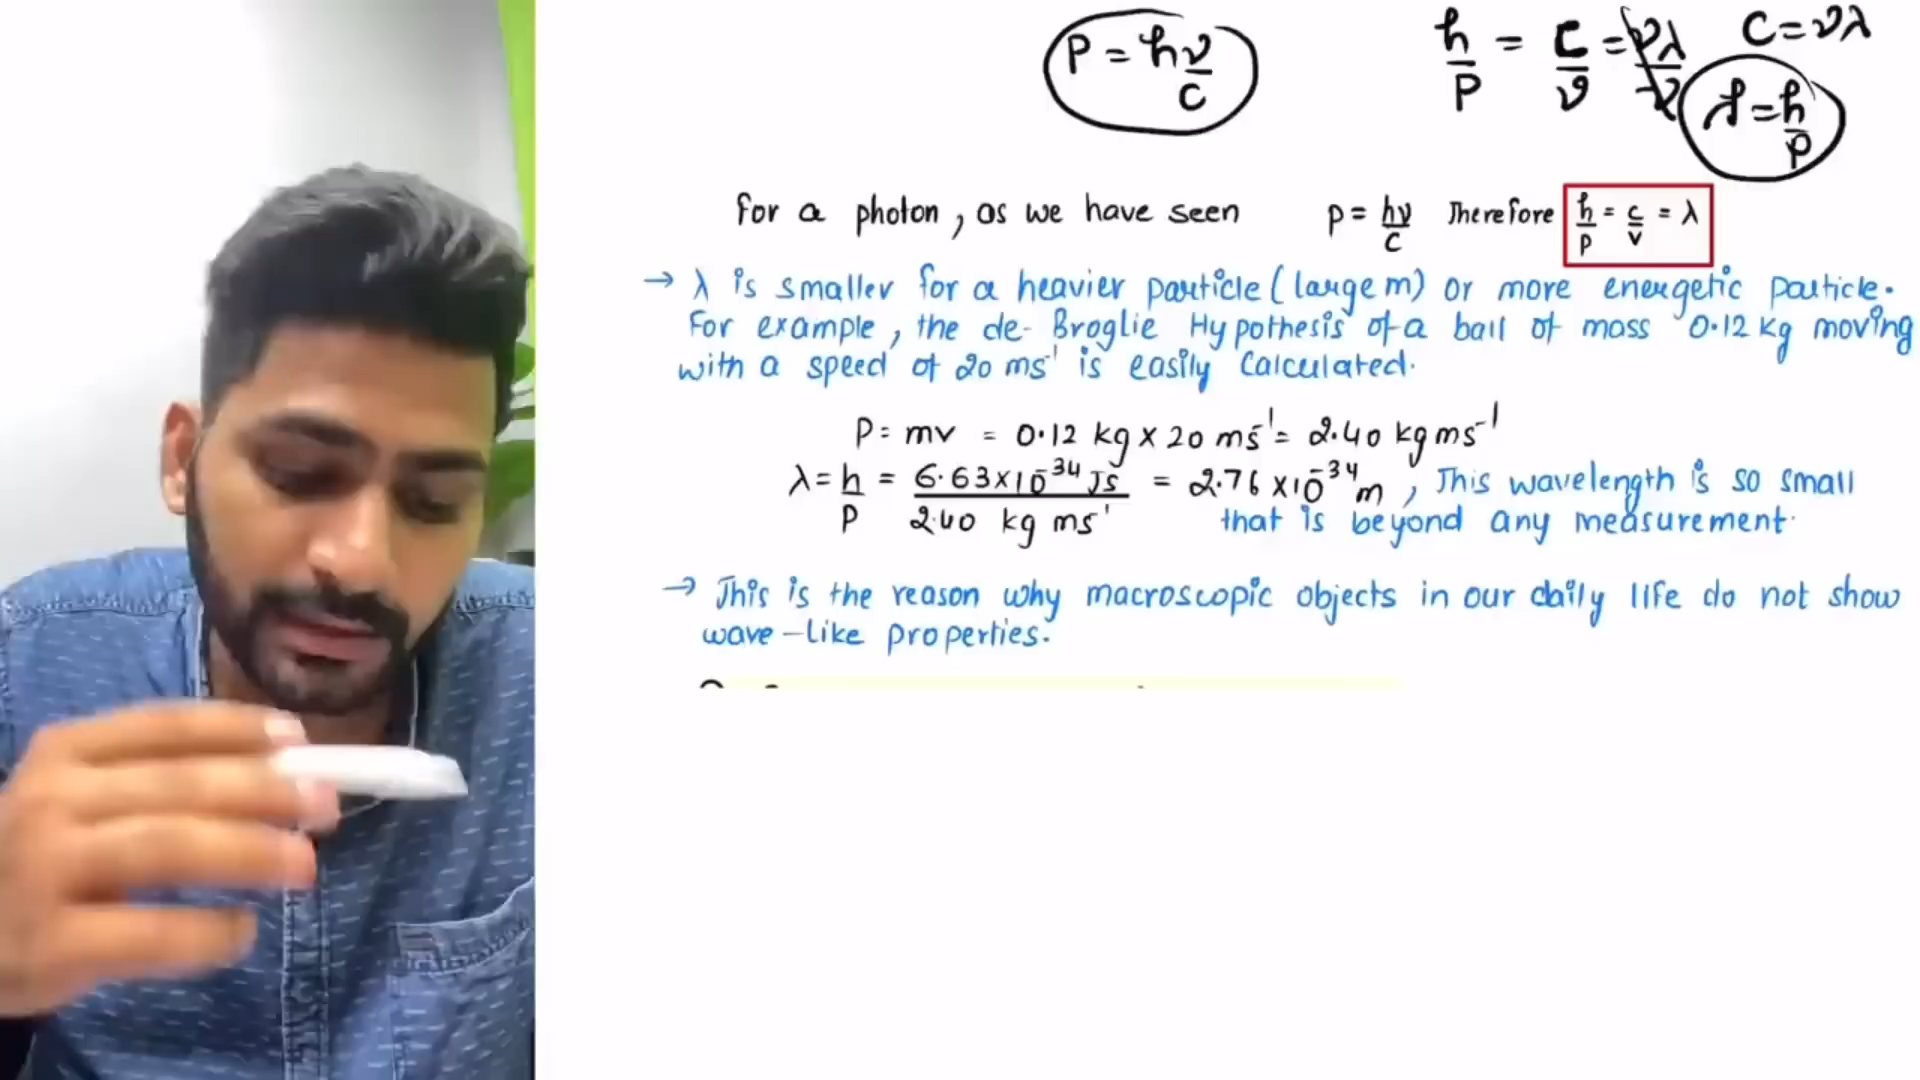 P = hν/c
h/P = c/ν = νλ/ν C = νλ
λ = h/p
for a photon, as we have seen p = hν/c Therefore h/p = c/ν = λ
→ λ is smaller for a heavier particle (large m) or more energetic particle.
For example, the de-Broglie Hypothesis of a ball of mass 0.12 kg moving
with a speed of 20 ms⁻¹ is easily calculated.
P = mv = 0.12 kg × 20 ms⁻¹ = 2.40 kg ms⁻¹
λ = h/P = 6.63×10⁻³⁴ Js / 2.40 kg ms⁻¹ = 2.76 ×10⁻³⁴ m, This wavelength is so small
that is beyond any measurement.
→ This is the reason why macroscopic objects in our daily life do not show
wave-like properties.